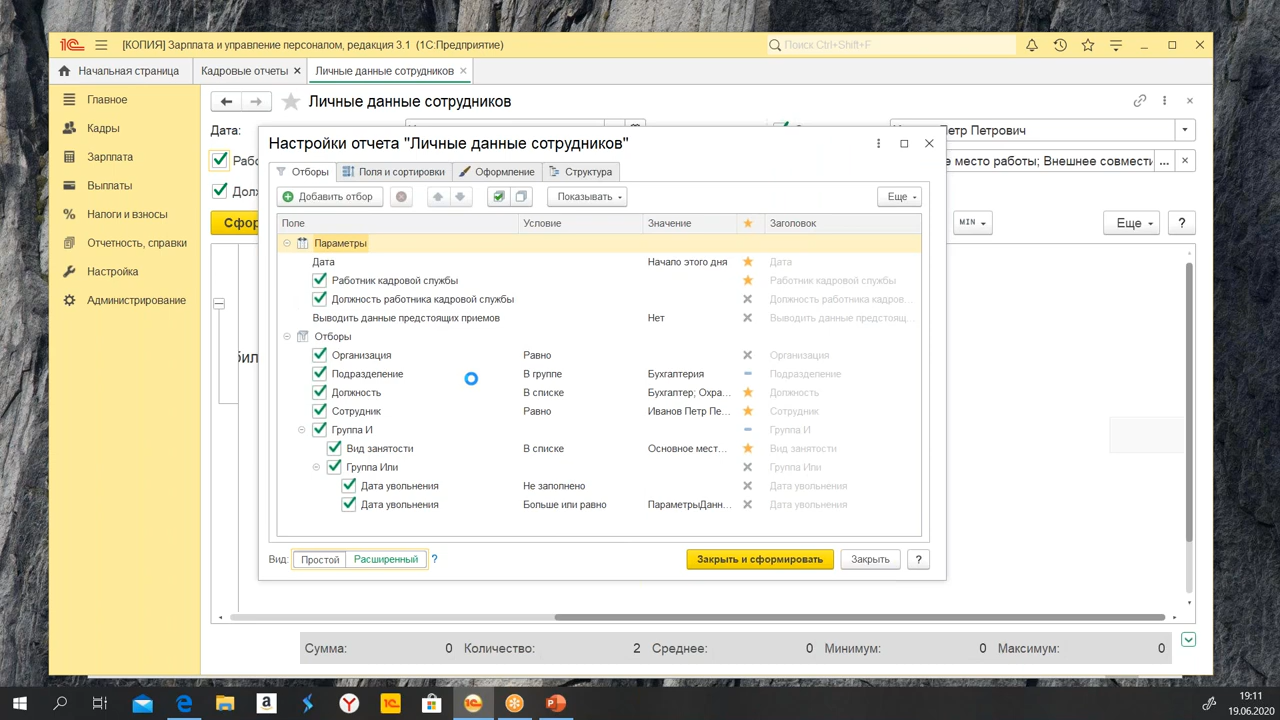 [КОПИЯ] Зарплата и управление персоналом, редакция 3.1 (1С:Предприятие)
Поиск Ctrl+Shift+F
Начальная страница
Кадровые отчеты
Личные данные сотрудников
Главное
Кадры
Зарплата
Выплаты
Налоги и взносы
Отчетность, справки
Настройка
Администрирование
Личные данные сотрудников
Дата:
Петр Петрович
е место работы; Внешнее совмести
...
MIN
Еще
?
Настройки отчета "Личные данные сотрудников"
Отборы
Поля и сортировки
Оформление
Структура
Добавить отбор
Показывать
Еще
Поле Условие Значение Заголовок
Параметры
Дата Начало этого дня Дата
Работник кадровой службы Работник кадровой службы
Должность работника кадровой службы Должность работника кадров...
Выводить данные предстоящих приемов Нет Выводить данные предстоящ...
Отборы
Организация Равно Организация
Подразделение В группе Бухгалтерия Подразделение
Должность В списке Бухгалтер; Охра... Должность
Сотрудник Равно Иванов Петр Пе... Сотрудник
Группа И Группа И
Вид занятости В списке Основное мест... Вид занятости
Группа Или Группа Или
Дата увольнения Не заполнено Дата увольнения
Дата увольнения Больше или равно ПараметрыДанн... Дата увольнения
Вид: Простой Расширенный ?
Закрыть и сформировать
Закрыть
?
Сумма: 0 Количество: 2 Среднее: 0 Минимум: 0 Максимум: 0
19:11
19.06.2020